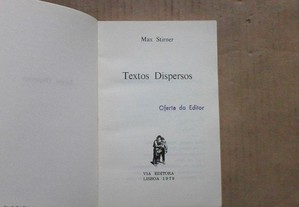 Max Stirner
Textos Dispersos
Oferta do Editor
VIA EDITORA
LISBOA 1979